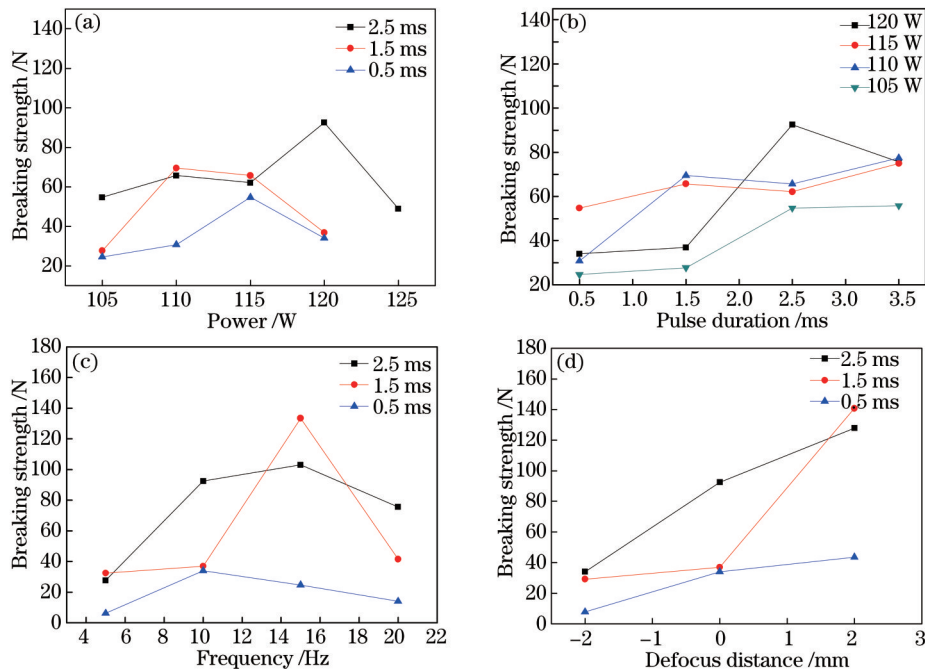 (a)
2.5 ms
1.5 ms
0.5 ms
Breaking strength /N
140
120
100
80
60
40
20
105 110 115 120 125
Power /W
(b)
120 W
115 W
110 W
105 W
Breaking strength /N
140
120
100
80
60
40
20
0.5 1.0 1.5 2.0 2.5 3.0 3.5
Pulse duration /ms
(c)
2.5 ms
1.5 ms
0.5 ms
Breaking strength /N
180
160
140
120
100
80
60
40
20
0
4 6 8 10 12 14 16 18 20 22
Frequency /Hz
(d)
2.5 ms
1.5 ms
0.5 ms
Breaking strength /N
180
160
140
120
100
80
60
40
20
0
−2 −1 0 1 2 3
Defocus distance /mm